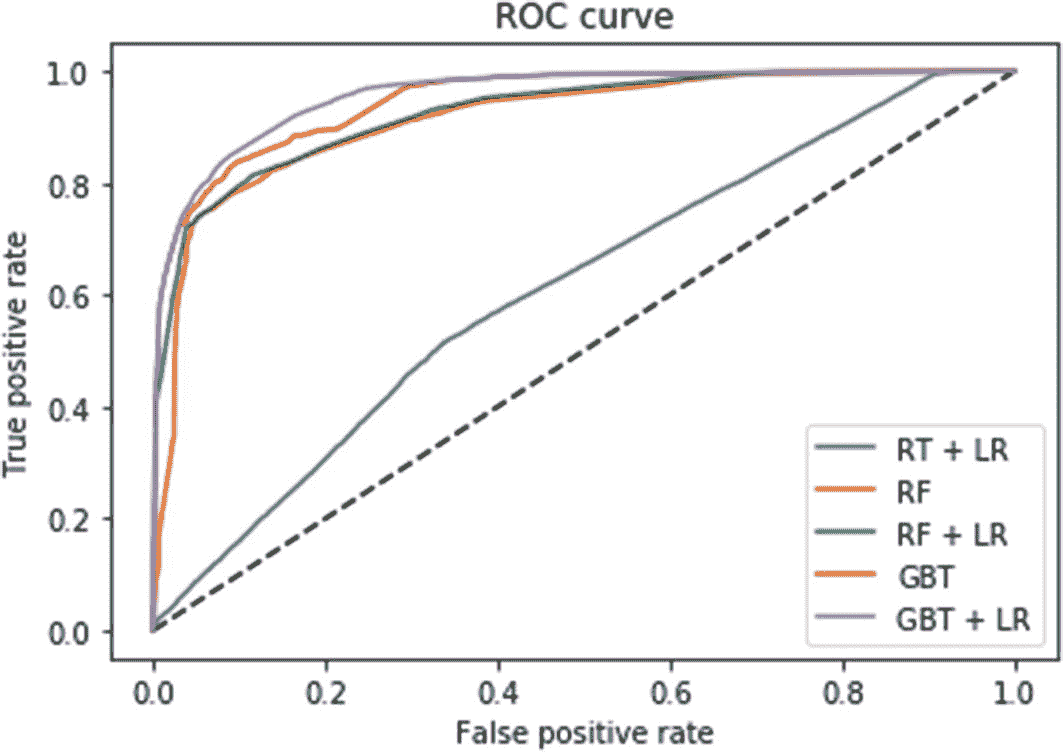 ROC curve
True positive rate
1.0
0.8
0.6
0.4
0.2
0.0
RT + LR
RF
RF + LR
GBT
GBT + LR
0.0 0.2 0.4 0.6 0.8 1.0
False positive rate